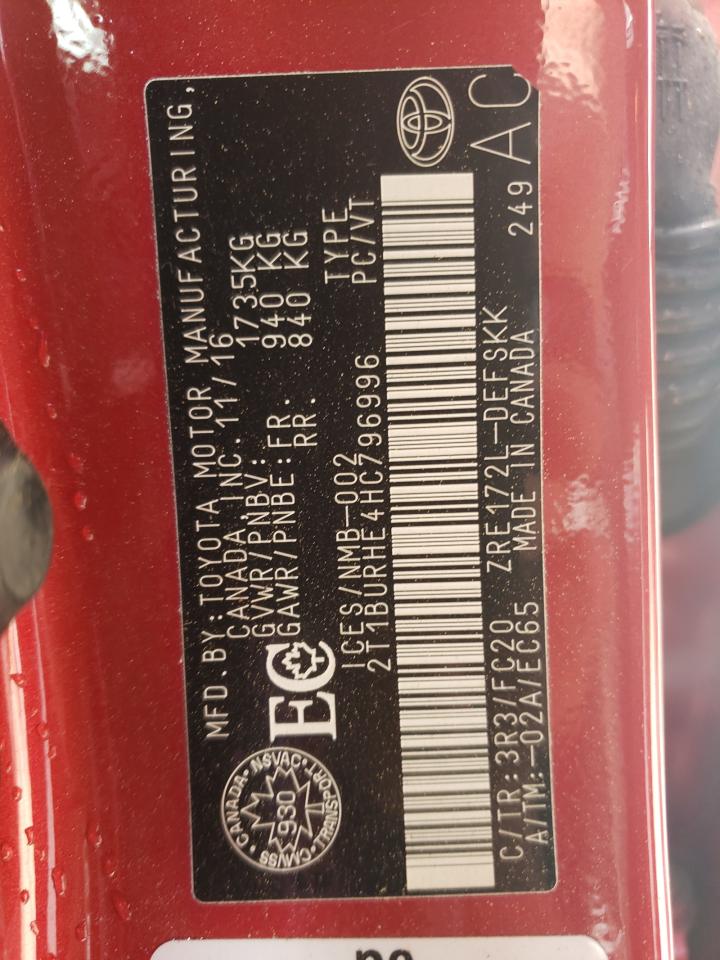 MFD.BY:TOYOTA MOTOR MANUFACTURING,
CANADA,INC.11/16
GVWR/PNBV: 1735KG
GAWR/PNBE:FR. 940 KG
RR. 840 KG
CANADA • NSVAC • TRANSPORT • CMVSS •
930
EC
ICES/NMB-002 TYPE
2T1BURHE4HC796996 PC/VT
C/TR:3R3/FC20 ZRE172L-DEFSKK
A/TM:-02A/EC65 MADE IN CANADA 249
AC